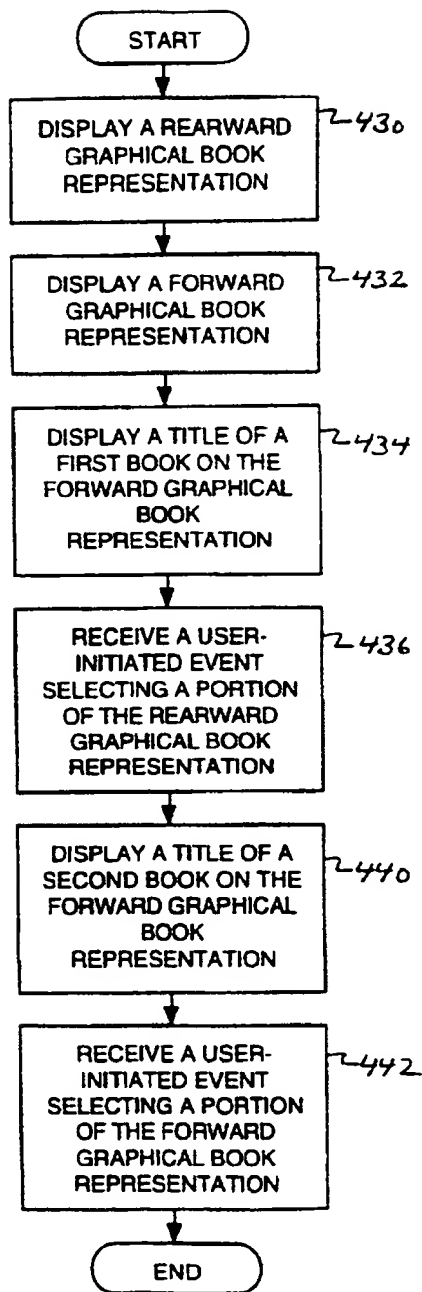 START
DISPLAY A REARWARD
GRAPHICAL BOOK
REPRESENTATION
430
DISPLAY A FORWARD
GRAPHICAL BOOK
REPRESENTATION
432
DISPLAY A TITLE OF A
FIRST BOOK ON THE
FORWARD GRAPHICAL
BOOK
REPRESENTATION
434
RECEIVE A USER-
INITIATED EVENT
SELECTING A PORTION
OF THE REARWARD
GRAPHICAL BOOK
REPRESENTATION
436
DISPLAY A TITLE OF A
SECOND BOOK ON THE
FORWARD GRAPHICAL
BOOK
REPRESENTATION
440
RECEIVE A USER-
INITIATED EVENT
SELECTING A PORTION
OF THE FORWARD
GRAPHICAL BOOK
REPRESENTATION
442
END